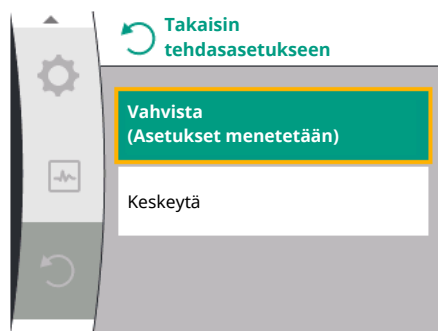 Takaisin
tehdasasetukseen
Vahvista
(Asetukset menetetään)
Keskeytä